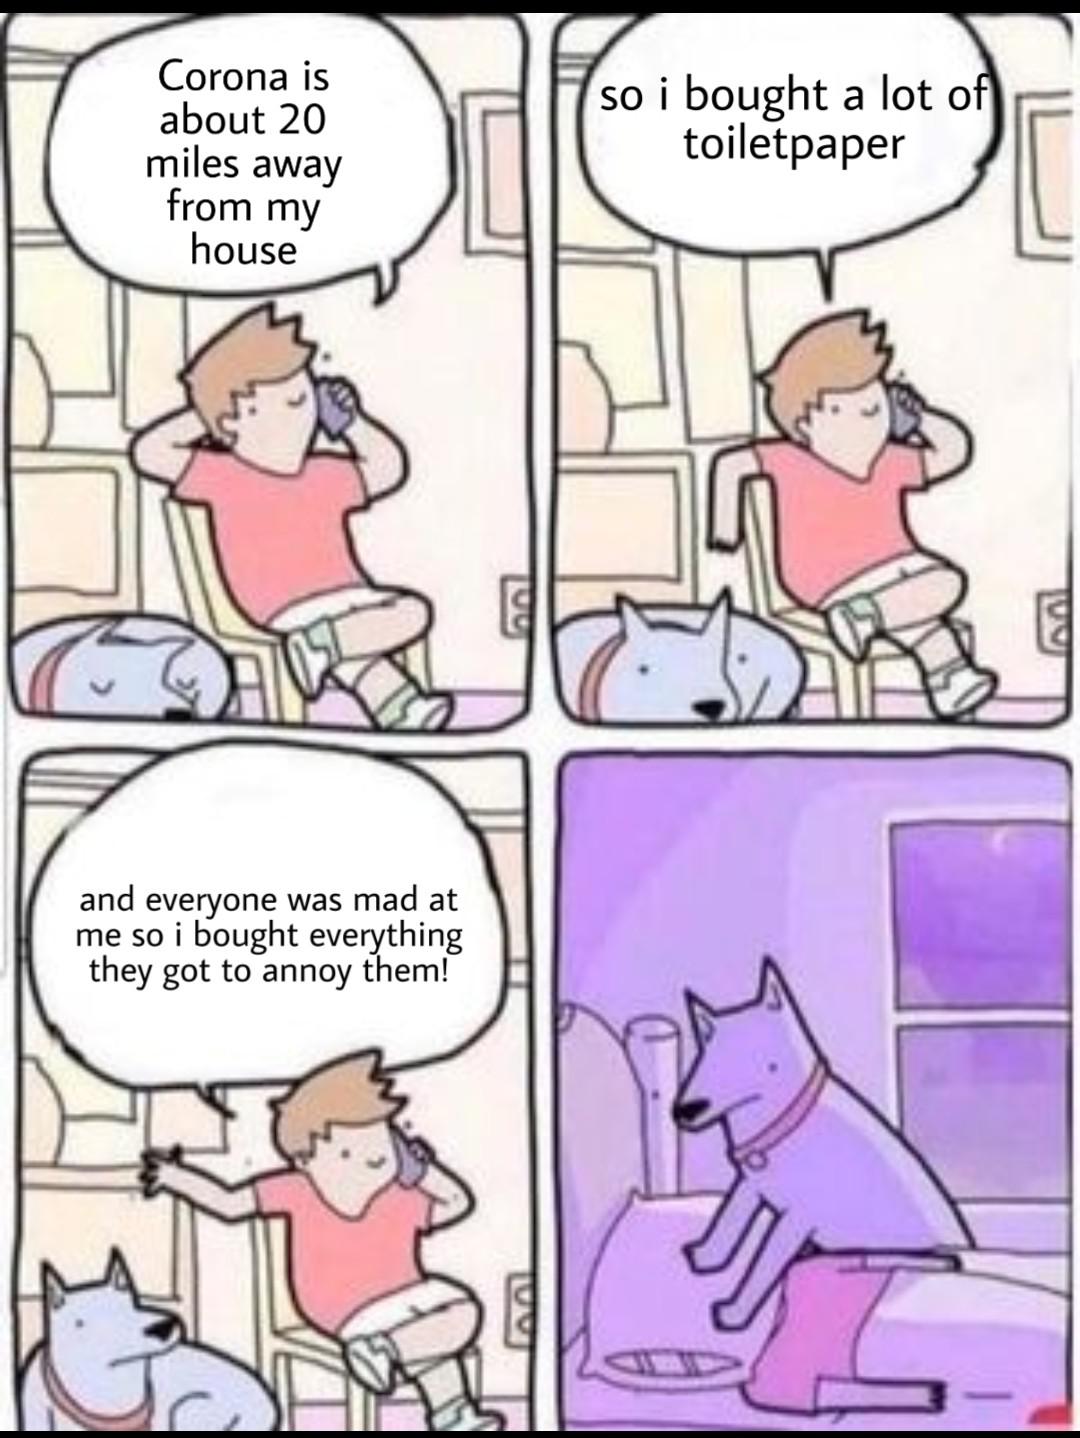 Corona is
about 20
miles away
from my
house
so i bought a lot of
toiletpaper
and everyone was mad at
me so i bought everything
they got to annoy them!